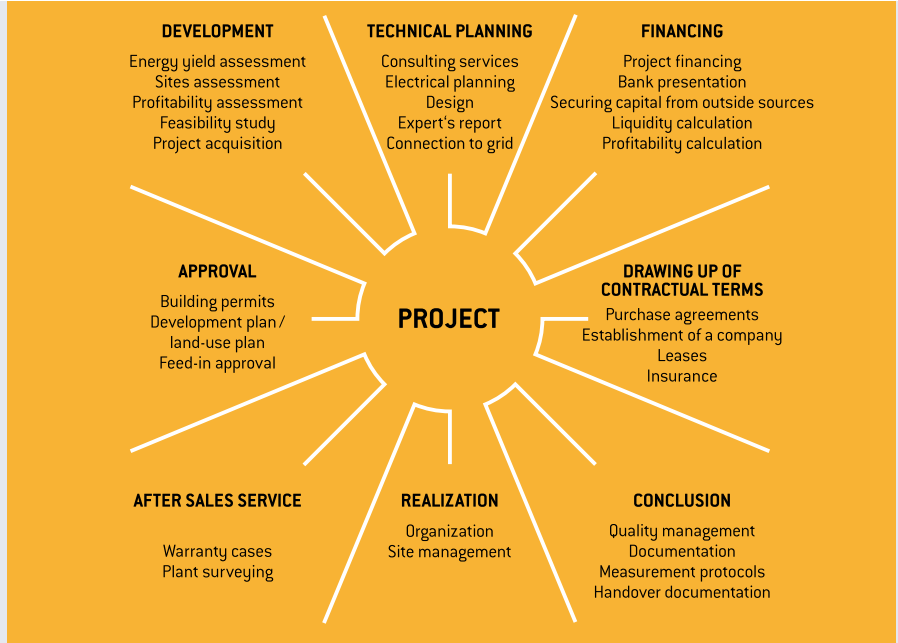 DEVELOPMENT
Energy yield assessment
Sites assessment
Profitability assessment
Feasibility study
Project acquisition
TECHNICAL PLANNING
Consulting services
Electrical planning
Design
Expert's report
Connection to grid
FINANCING
Project financing
Bank presentation
Securing capital from outside sources
Liquidity calculation
Profitability calculation
APPROVAL
Building permits
Development plan /
land-use plan
Feed-in approval
PROJECT
DRAWING UP OF
CONTRACTUAL TERMS
Purchase agreements
Establishment of a company
Leases
Insurance
AFTER SALES SERVICE
Warranty cases
Plant surveying
REALIZATION
Organization
Site management
CONCLUSION
Quality management
Documentation
Measurement protocols
Handover documentation